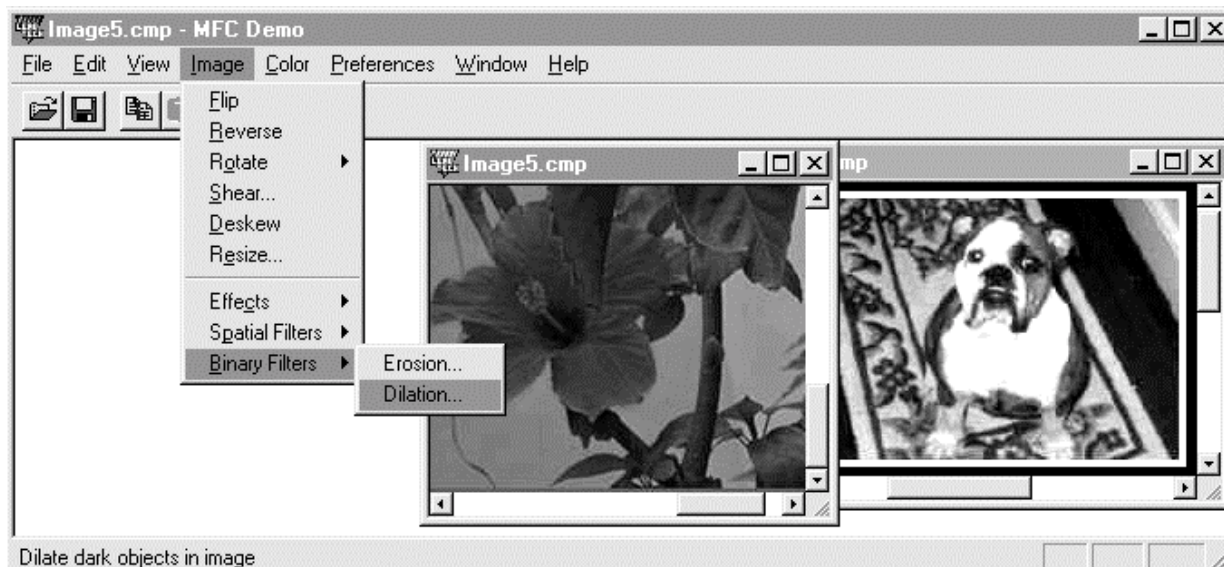 Image5.cmp - MFC Demo
File Edit View Image Color Preferences Window Help
Flip
Reverse
Rotate
Shear...
Deskew
Resize...
Effects
Spatial Filters
Binary Filters
Erosion...
Dilation...
Image5.cmp
mp
Dilate dark objects in image